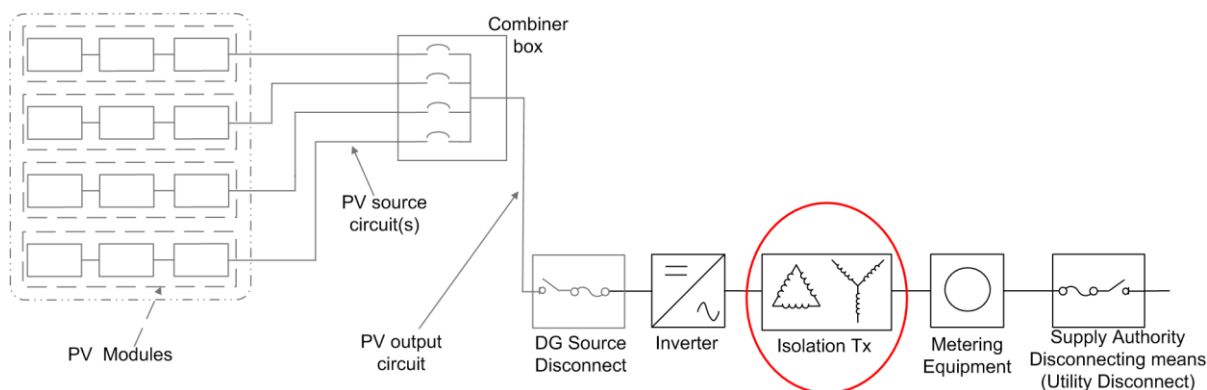 Combiner
box
PV source
circuit(s)
PV Modules
PV output
circuit
DG Source
Disconnect
Inverter
Isolation Tx
Metering
Equipment
Supply Authority
Disconnecting means
(Utility Disconnect)